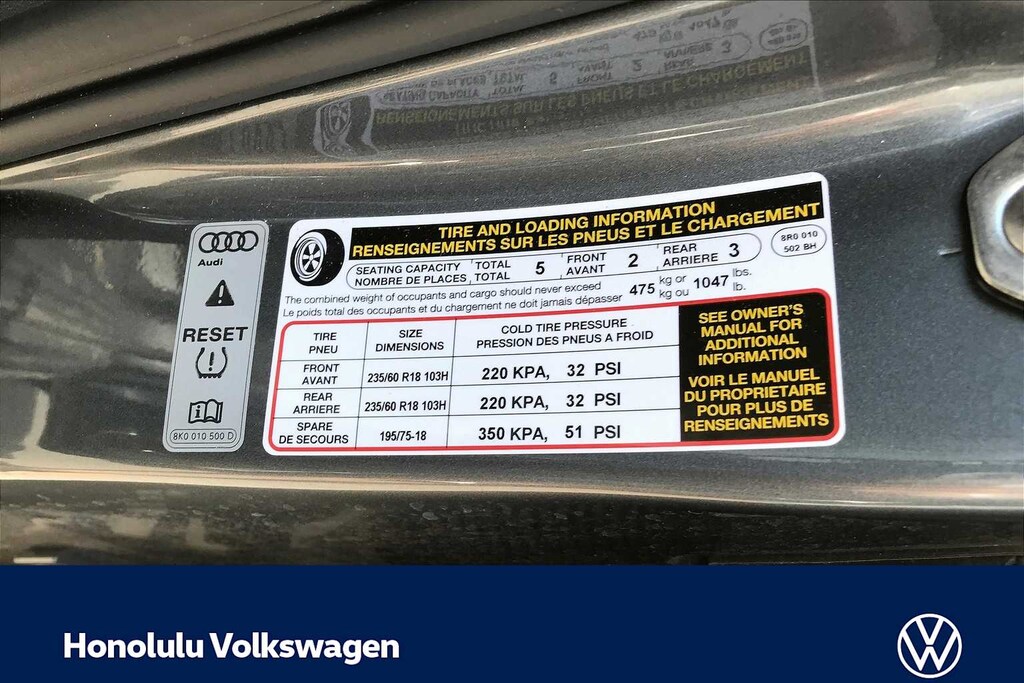 Audi
RESET
8K0 010 500 D
TIRE AND LOADING INFORMATION
RENSEIGNEMENTS SUR LES PNEUS ET LE CHARGEMENT
SEATING CAPACITY TOTAL 5 FRONT 2 REAR 3
NOMBRE DE PLACES, TOTAL AVANT ARRIERE
8R0 010
502 BH
The combined weight of occupants and cargo should never exceed 475 kg or 1047 lbs.
Le poids total des occupants et du chargement ne doit jamais dépasser kg ou lb.
TIRE SIZE COLD TIRE PRESSURE
PNEU DIMENSIONS PRESSION DES PNEUS A FROID
FRONT
AVANT 235/60 R18 103H 220 KPA, 32 PSI
REAR
ARRIERE 235/60 R18 103H 220 KPA, 32 PSI
SPARE
DE SECOURS 195/75-18 350 KPA, 51 PSI
SEE OWNER'S
MANUAL FOR
ADDITIONAL
INFORMATION
VOIR LE MANUEL
DU PROPRIETAIRE
POUR PLUS DE
RENSEIGNEMENTS
Honolulu Volkswagen